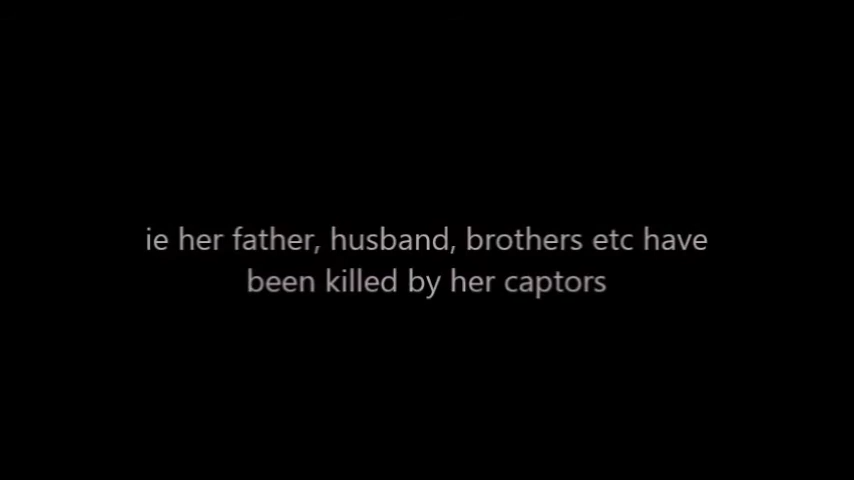 ie her father, husband, brothers etc have
been killed by her captors